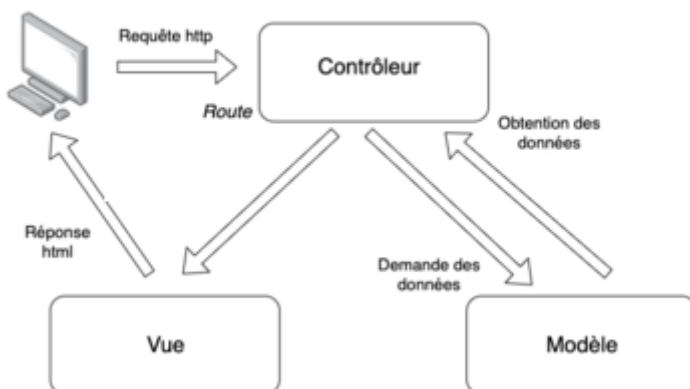 Requête http
Contrôleur
Route
Obtention des
données
Réponse
html
Demande des
données
Vue
Modèle